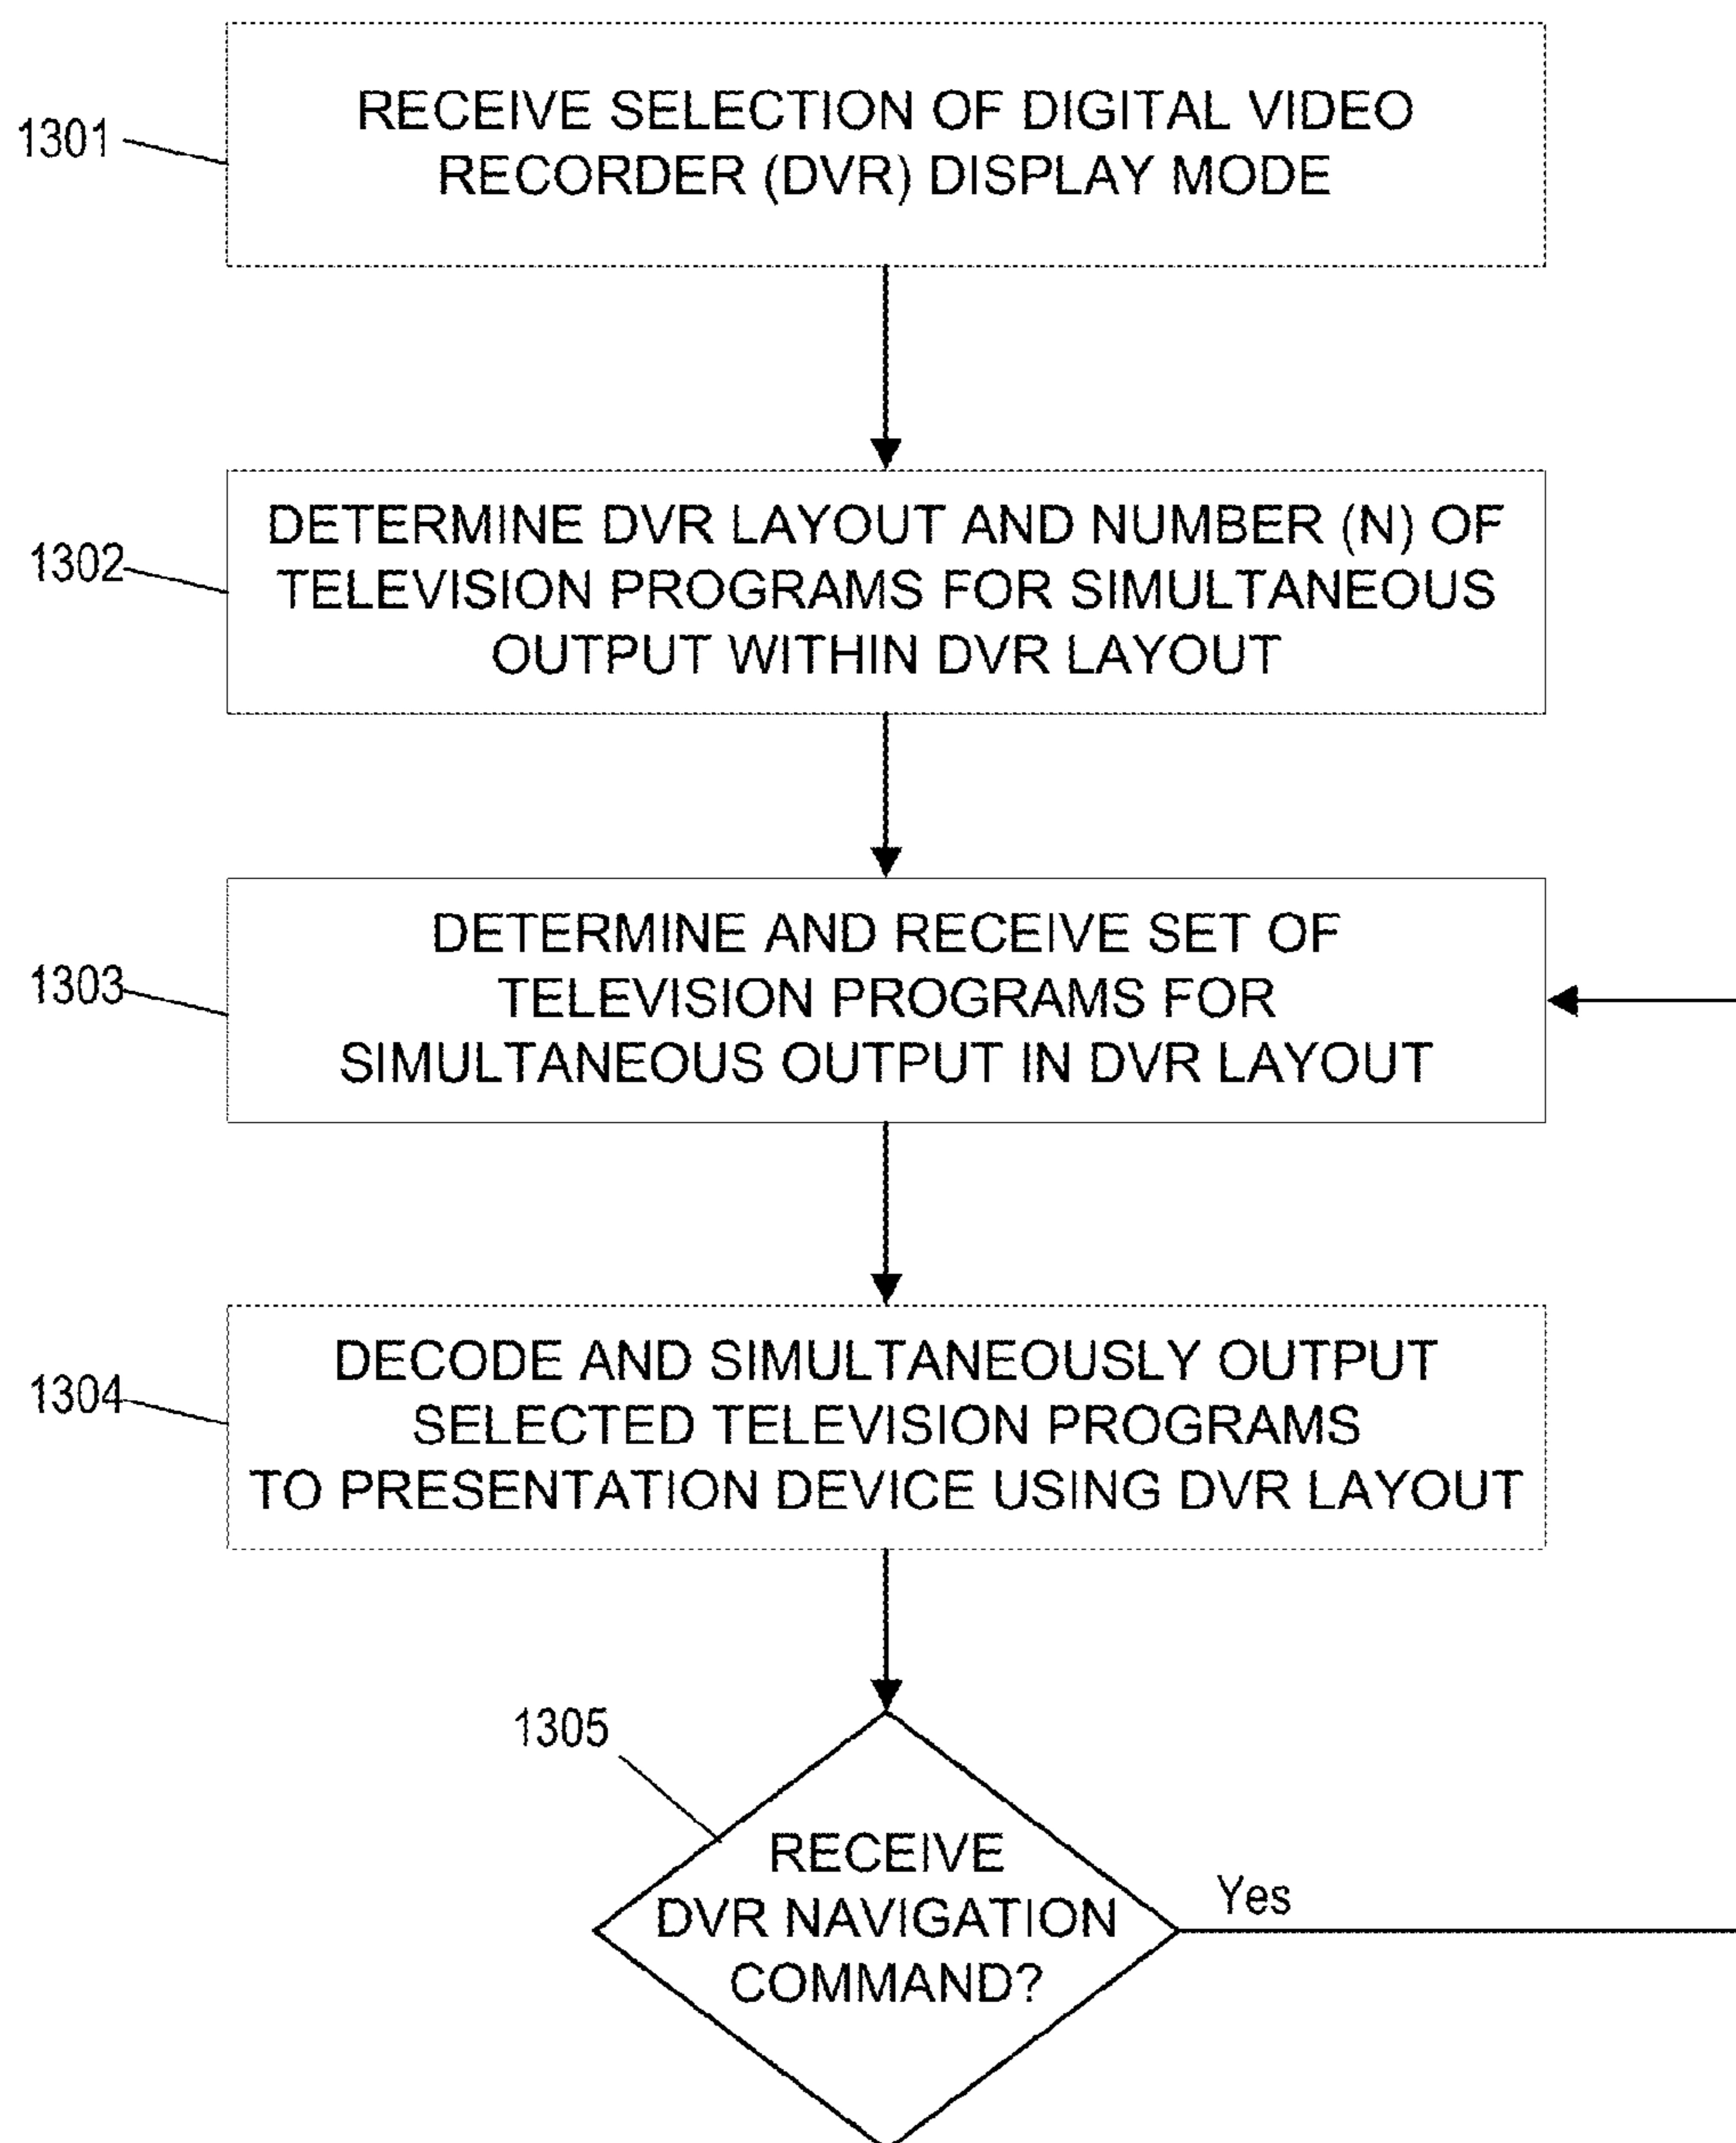 1301
RECEIVE SELECTION OF DIGITAL VIDEO
RECORDER (DVR) DISPLAY MODE
1302
DETERMINE DVR LAYOUT AND NUMBER (N) OF
TELEVISION PROGRAMS FOR SIMULTANEOUS
OUTPUT WITHIN DVR LAYOUT
1303
DETERMINE AND RECEIVE SET OF
TELEVISION PROGRAMS FOR
SIMULTANEOUS OUTPUT IN DVR LAYOUT
1304
DECODE AND SIMULTANEOUSLY OUTPUT
SELECTED TELEVISION PROGRAMS
TO PRESENTATION DEVICE USING DVR LAYOUT
1305
RECEIVE
DVR NAVIGATION
COMMAND?
Yes